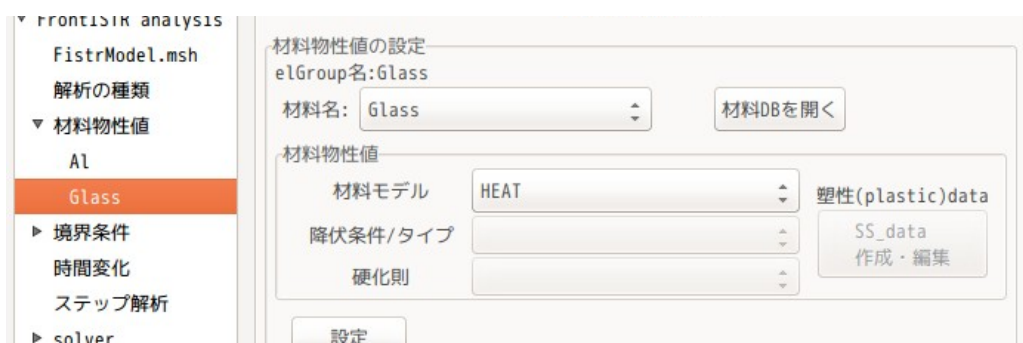 ▼ FrontISTR analysis
FistrModel.msh
解析の種類
▼ 材料物性値
Al
Glass
▶ 境界条件
時間変化
ステップ解析
▶ solver
材料物性値の設定
elGroup名:Glass
材料名: Glass 材料DBを開く
材料物性値
材料モデル HEAT 塑性(plastic)data
降伏条件/タイプ SS_data
作成・編集
硬化則
設定